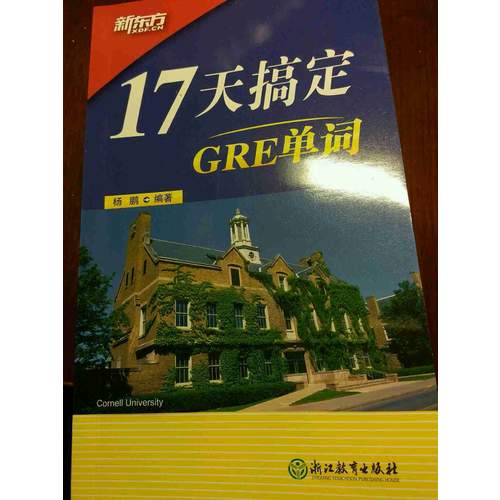 新东方
XDF.CN
17天搞定
GRE单词
杨鹏 编著
Cornell University
浙江教育出版社
ZHEJIANG EDUCATION PUBLISHING HOUSE